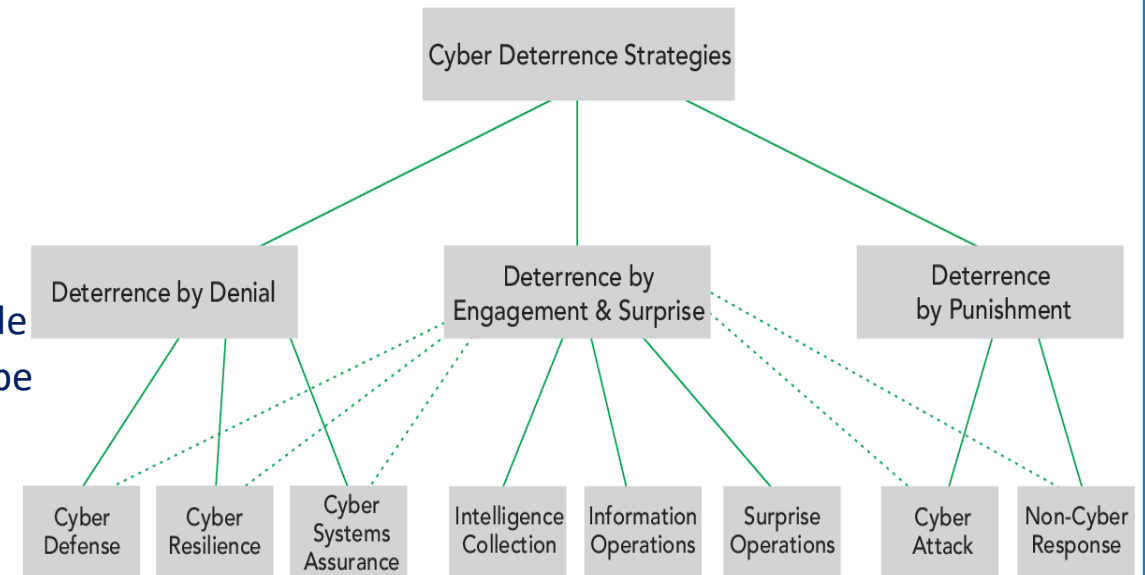 Cyber Deterrence Strategies
Deterrence by Denial
Deterrence by
Engagement & Surprise
Deterrence
by Punishment
Cyber
Defense
Cyber
Resilience
Cyber
Systems
Assurance
Intelligence
Collection
Information
Operations
Surprise
Operations
Cyber
Attack
Non-Cyber
Response